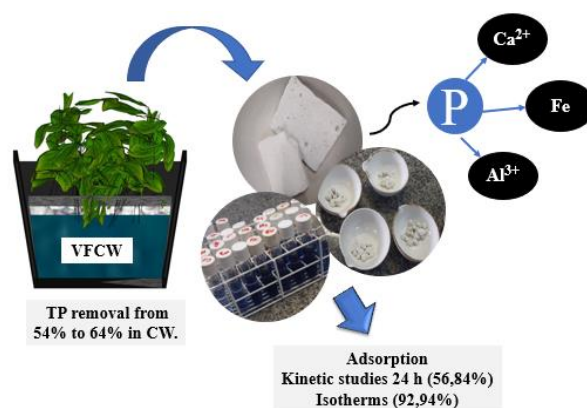 VFCW
TP removal from
54% to 64% in CW.
P
Ca²⁺
Fe
Al³⁺
Adsorption
Kinetic studies 24 h (56,84%)
Isotherms (92,94%)